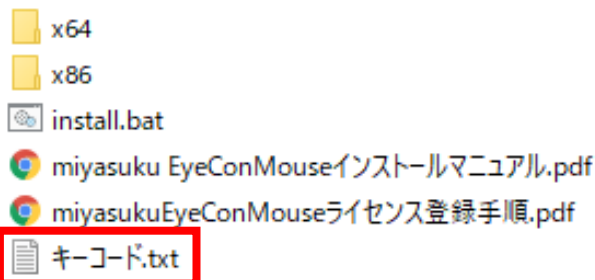 x64
x86
install.bat
miyasuku EyeConMouseインストールマニュアル.pdf
miyasukuEyeConMouseライセンス登録手順.pdf
キーコード.txt